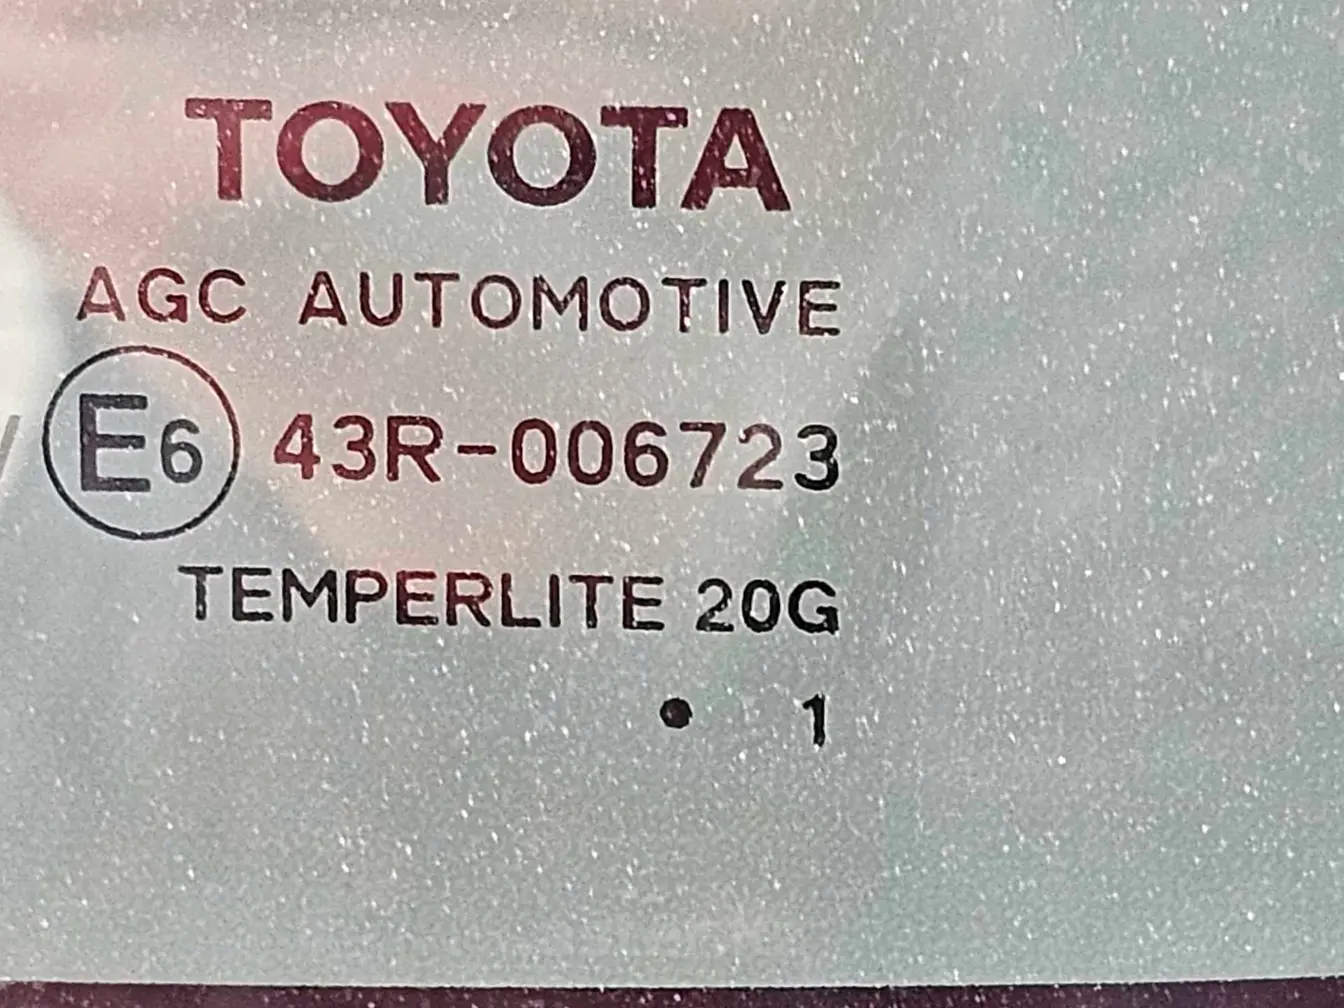 TOYOTA
AGC AUTOMOTIVE
E6 43R-006723
TEMPERLITE 20G
• 1